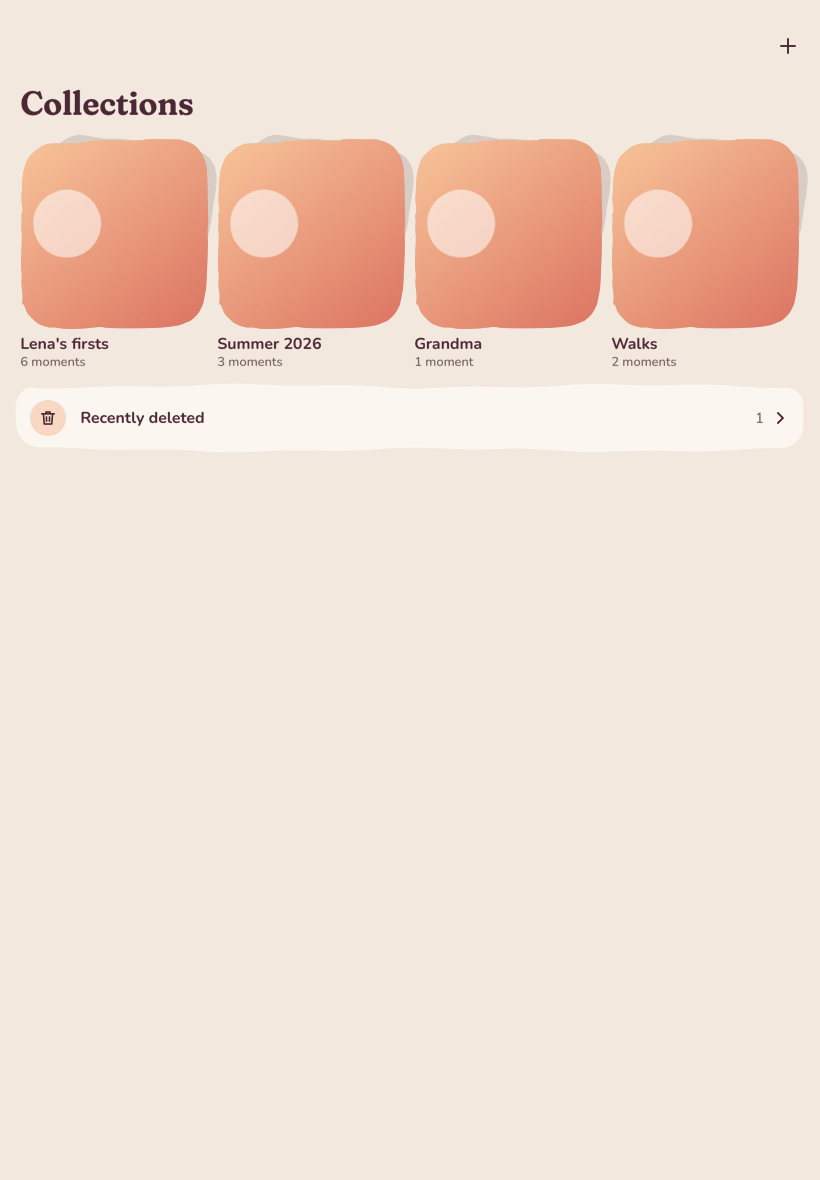 Collections
Lena's firsts
6 moments
Summer 2026
3 moments
Grandma
1 moment
Walks
2 moments
Recently deleted
1